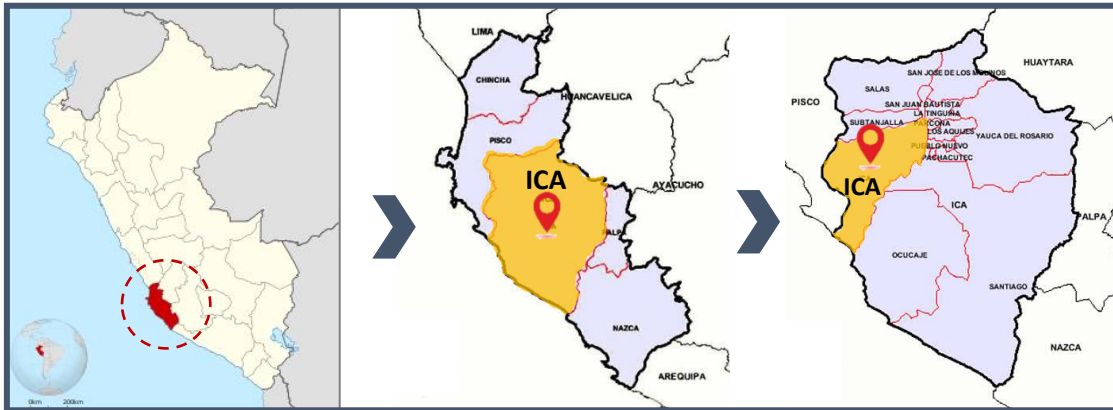 0km 200km
LIMA
CHINCHA
HUANCAVELICA
PISCO
ICA
AYACUCHO
PALPA
NAZCA
AREQUIPA
SAN JOSE DE LOS MOLINOS
HUAYTARA
SALAS
PISCO
SAN JUAN BAUTISTA
LA TINGUIÑA
SUBTANJALLA
PARCONA
LOS AQUIJES
YAUCA DEL ROSARIO
PUEBLO NUEVO
PACHACUTEC
ICA
ICA
ALPA
OCUCAJE
SANTIAGO
NAZCA